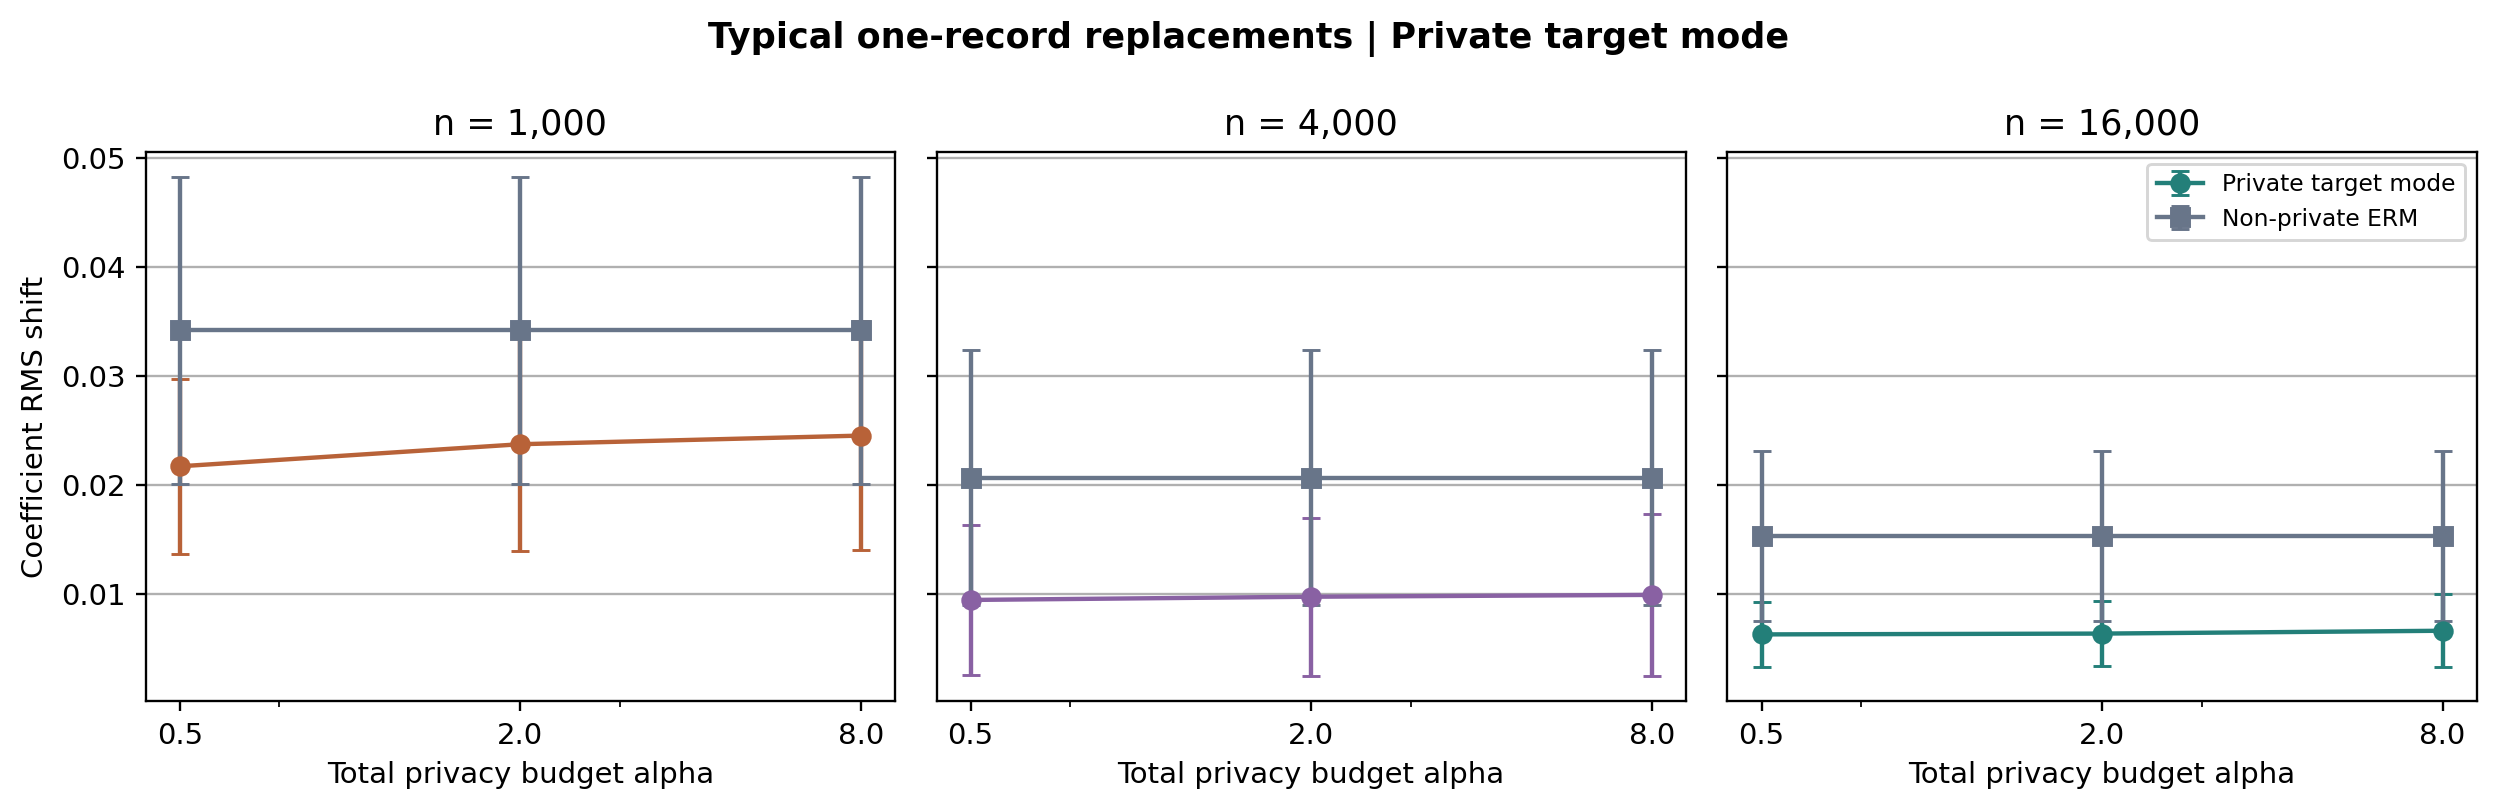 Typical one-record replacements | Private target mode
n = 1,000
n = 4,000
n = 16,000
Coefficient RMS shift
0.05
0.04
0.03
0.02
0.01
Private target mode
Non-private ERM
0.5 2.0 8.0
0.5 2.0 8.0
0.5 2.0 8.0
Total privacy budget alpha
Total privacy budget alpha
Total privacy budget alpha